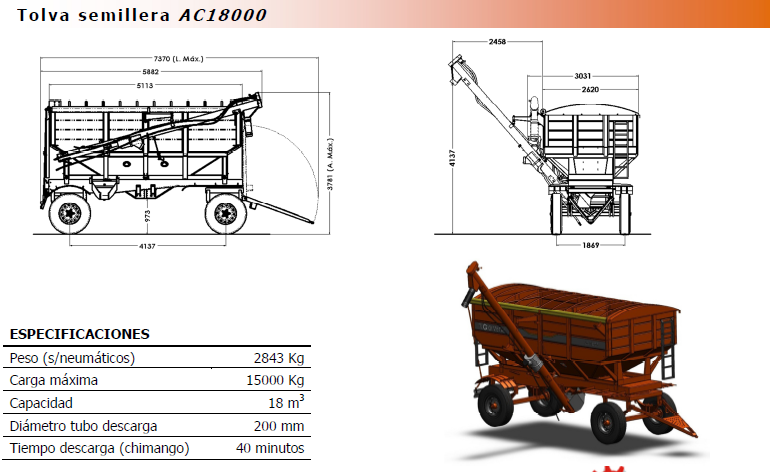 Tolva semillera AC18000
7370 (L. Máx.)
5882
5113
3781 (A. Máx.)
973
4137
2458
3031
2620
4137
1869
ESPECIFICACIONES
Peso (s/neumáticos) 2843 Kg
Carga máxima 15000 Kg
Capacidad 18 m³
Diámetro tubo descarga 200 mm
Tiempo descarga (chimango) 40 minutos